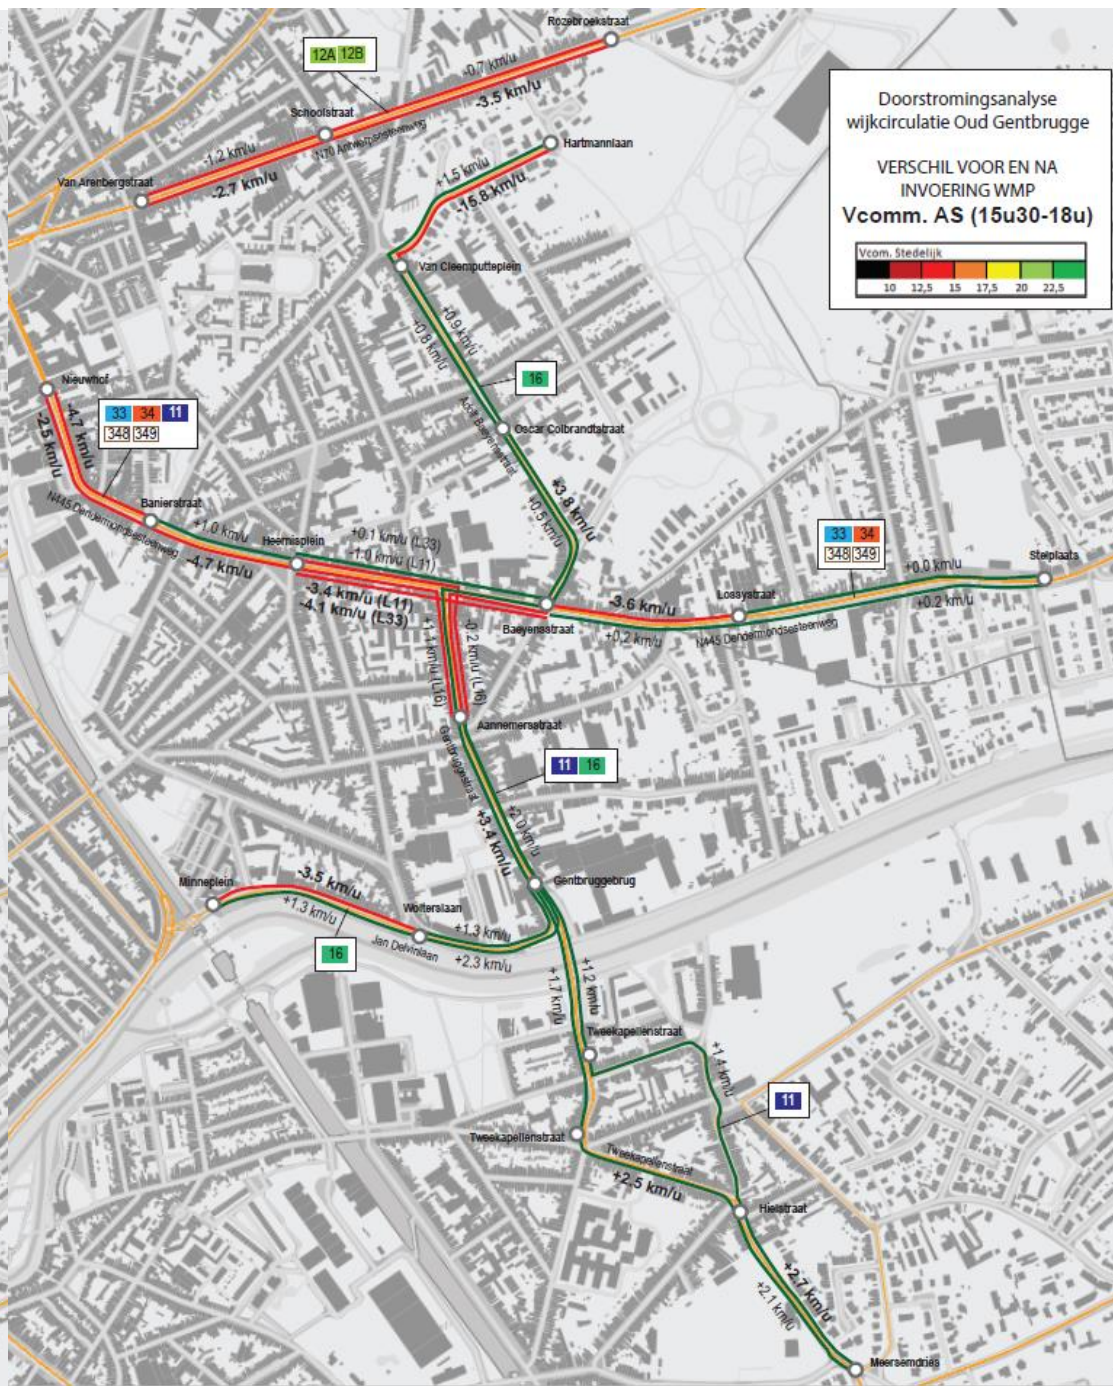 Rozebroekstraat
12A 12B
-0.7 km/u
-3.5 km/u
Schoolstraat
N70 Antwerpsesteenweg
-1.2 km/u
-2.7 km/u
Van Arenbergstraat
Hartmannlaan
+1.5 km/u
-15.8 km/u
Van Cleemputteplein
Doorstromingsanalyse
wijkcirculatie Oud Gentbrugge
VERSCHIL VOOR EN NA
INVOERING WMP
Vcomm. AS (15u30-18u)
Vcom. Stedelijk
10 12,5 15 17,5 20 22,5
+0.9 km/u
+0.8 km/u
16
Nieuwhof
-4.7 km/u
-2.5 km/u
33 34 11
348 349
Adolf Baeyensstraat
Oscar Colbrandtstraat
+3.8 km/u
+0.5 km/u
Banierstraat
N445 Dendermondsesteenweg
+1.0 km/u
-4.7 km/u
Heernisplein
+0.1 km/u (L33)
-1.0 km/u (L11)
-3.4 km/u (L11)
-4.1 km/u (L33)
33 34
348 349
Stelplaats
+0.0 km/u
+0.2 km/u
Lossystraat
-3.6 km/u
+0.2 km/u
N445 Dendermondsesteenweg
Baeyensstraat
+1.1 km/u (L16)
-0.2 km/u (L16)
Aannemersstraat
Gentbruggestraat
11 16
+2.0 km/u
+3.4 km/u
Gentbruggebrug
Minneplein
-3.5 km/u
+1.3 km/u
Wolterslaan
+1.3 km/u
+2.3 km/u
Jan Delvinlaan
16
+1.2 km/u
+1.7 km/u
Tweekapellenstraat
+1.4 km/u
11
Tweekapellenstraat
Tweekapellenstraat
+2.5 km/u
Hielstraat
+2.7 km/u
+2.1 km/u
Meersemdries